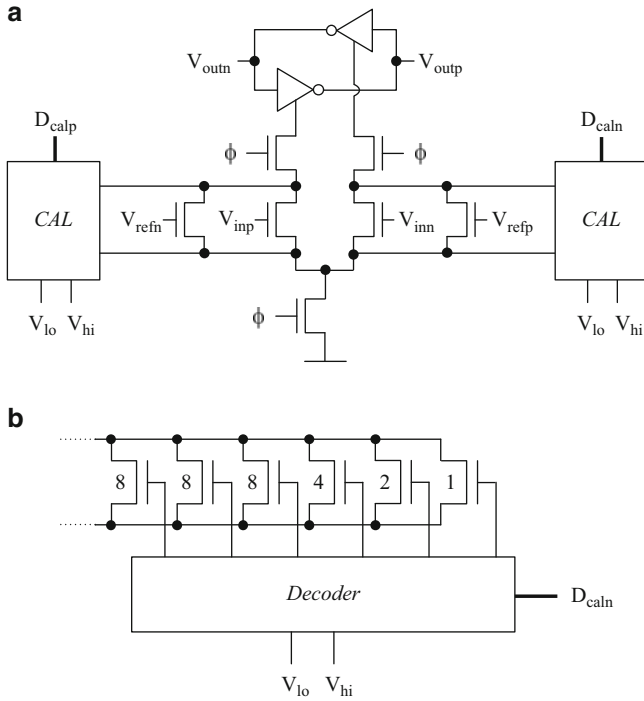 a
V_outn V_outp
D_calp D_caln
ϕ ϕ
CAL V_refn V_inp V_inn V_refp CAL
V_lo V_hi ϕ V_lo V_hi
b
8 8 8 4 2 1
Decoder D_caln
V_lo V_hi